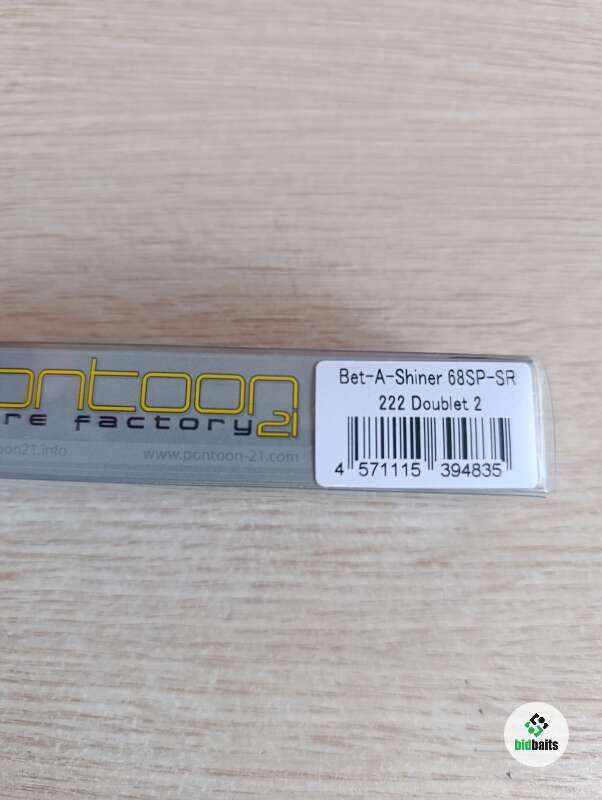 ontoon
re factory21
oon21.info
www.pontoon-21.com
Bet-A-Shiner 68SP-SR
222 Doublet 2
4 571115 394835
bidbaits